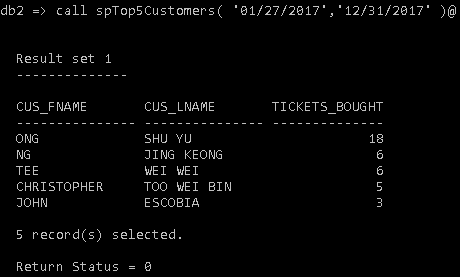 db2 => call spTop5Customers( '01/27/2017','12/31/2017' )@
Result set 1
--------------
CUS_FNAME       CUS_LNAME       TICKETS_BOUGHT
--------------- --------------- --------------
ONG             SHU YU                      18
NG              JING KEONG                   6
TEE             WEI WEI                      6
CHRISTOPHER     TOO WEI BIN                  5
JOHN            ESCOBIA                      3
5 record(s) selected.
Return Status = 0